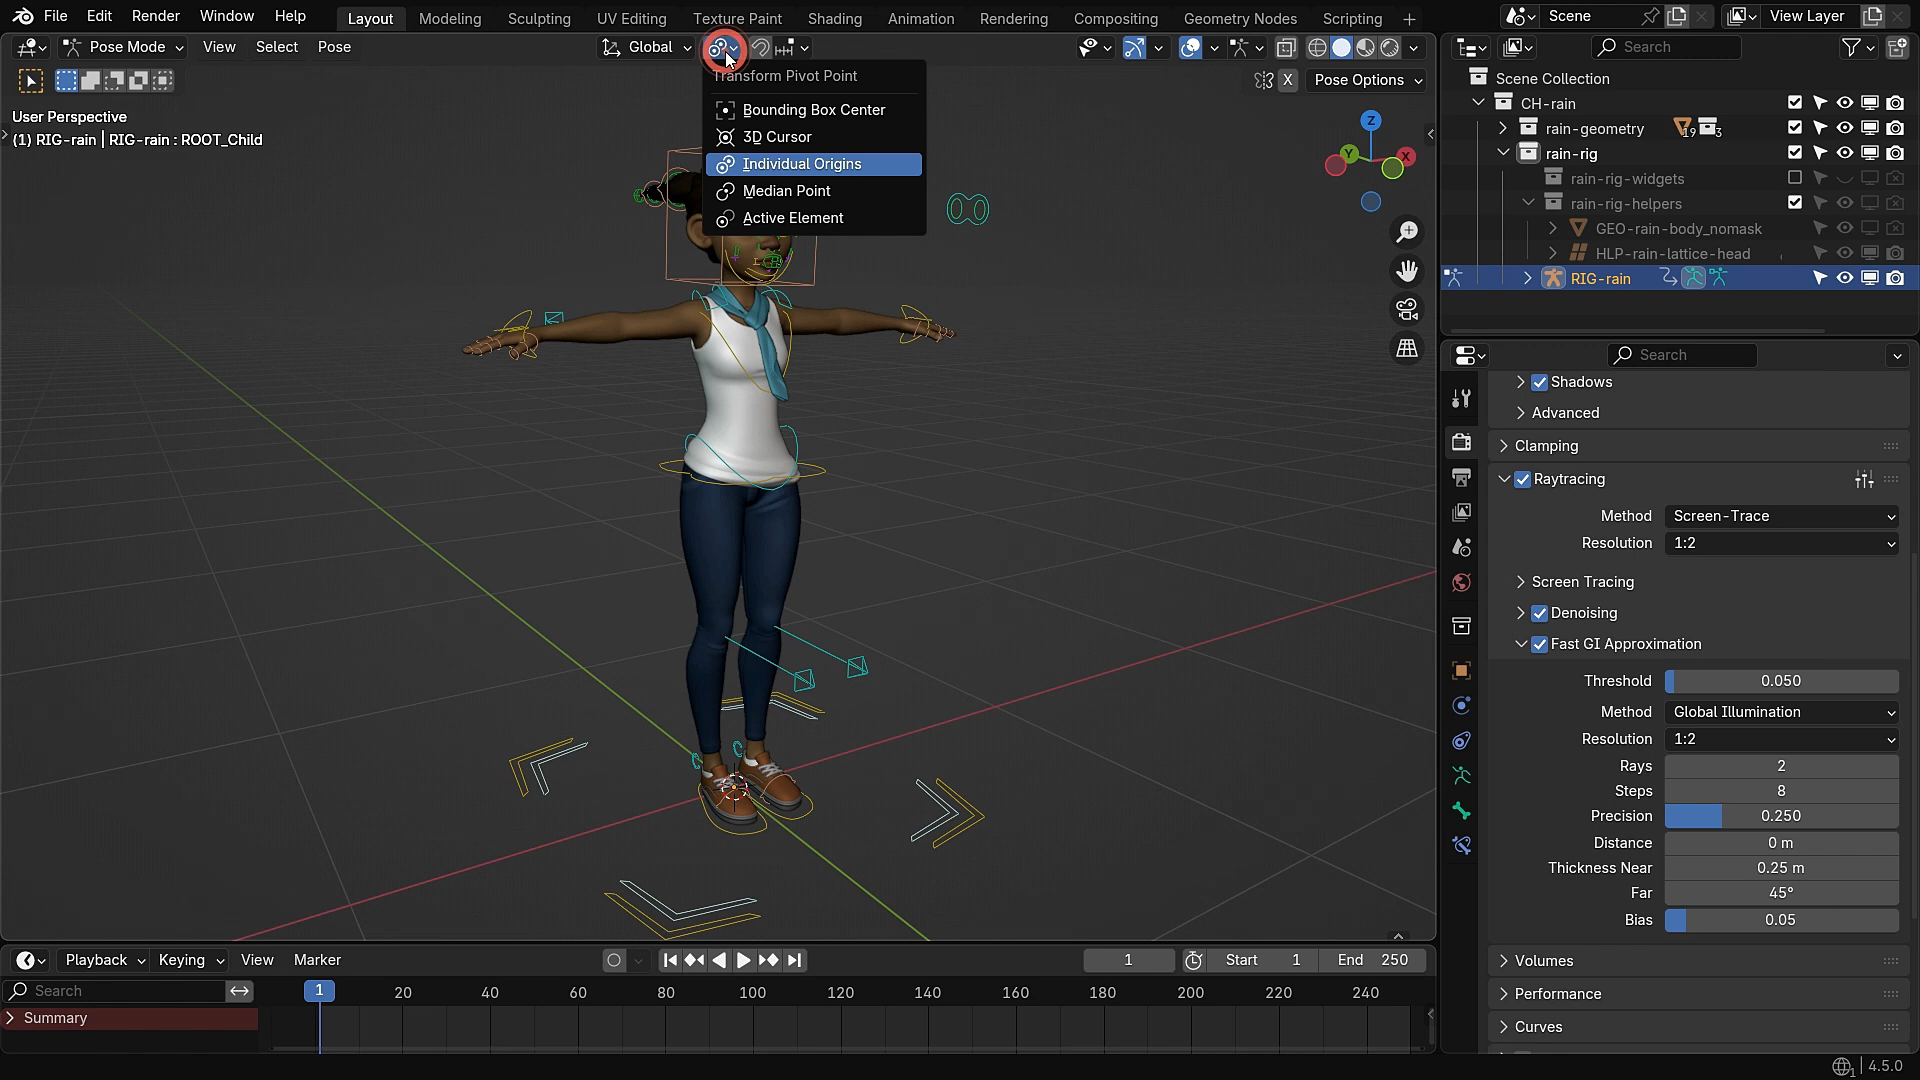 File Edit Render Window Help
Layout Modeling Sculpting UV Editing Texture Paint Shading Animation Rendering Compositing Geometry Nodes Scripting
Scene View Layer
Pose Mode View Select Pose
Global
Search
X Pose Options
User Perspective
(1) RIG-rain | RIG-rain : ROOT_Child
Transform Pivot Point
Bounding Box Center
3D Cursor
Individual Origins
Median Point
Active Element
Z
Y
X
Scene Collection
CH-rain
rain-geometry 19 3
rain-rig
rain-rig-widgets
rain-rig-helpers
GEO-rain-body_nomask
HLP-rain-lattice-head
RIG-rain
Search
Shadows
Advanced
Clamping
Raytracing
Method Screen-Trace
Resolution 1:2
Screen Tracing
Denoising
Fast GI Approximation
Threshold 0.050
Method Global Illumination
Resolution 1:2
Rays 2
Steps 8
Precision 0.250
Distance 0 m
Thickness Near 0.25 m
Far 45°
Bias 0.05
Volumes
Performance
Curves
Playback Keying View Marker
1 Start 1 End 250
Search
1 20 40 60 80 100 120 140 160 180 200 220 240
Summary
1 4.5.0